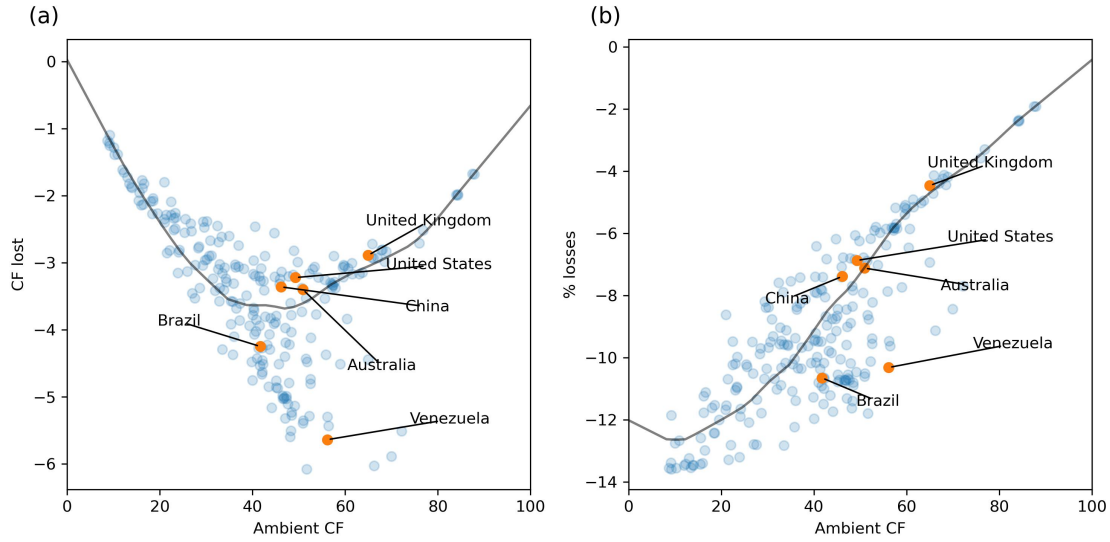 (a)
0
−1
−2
−3
−4
−5
−6
CF lost
0
20
40
60
80
100
Ambient CF
United Kingdom
United States
China
Brazil
Australia
Venezuela
(b)
0
−2
−4
−6
−8
−10
−12
−14
% losses
0
20
40
60
80
100
Ambient CF
United Kingdom
United States
Australia
China
Venezuela
Brazil